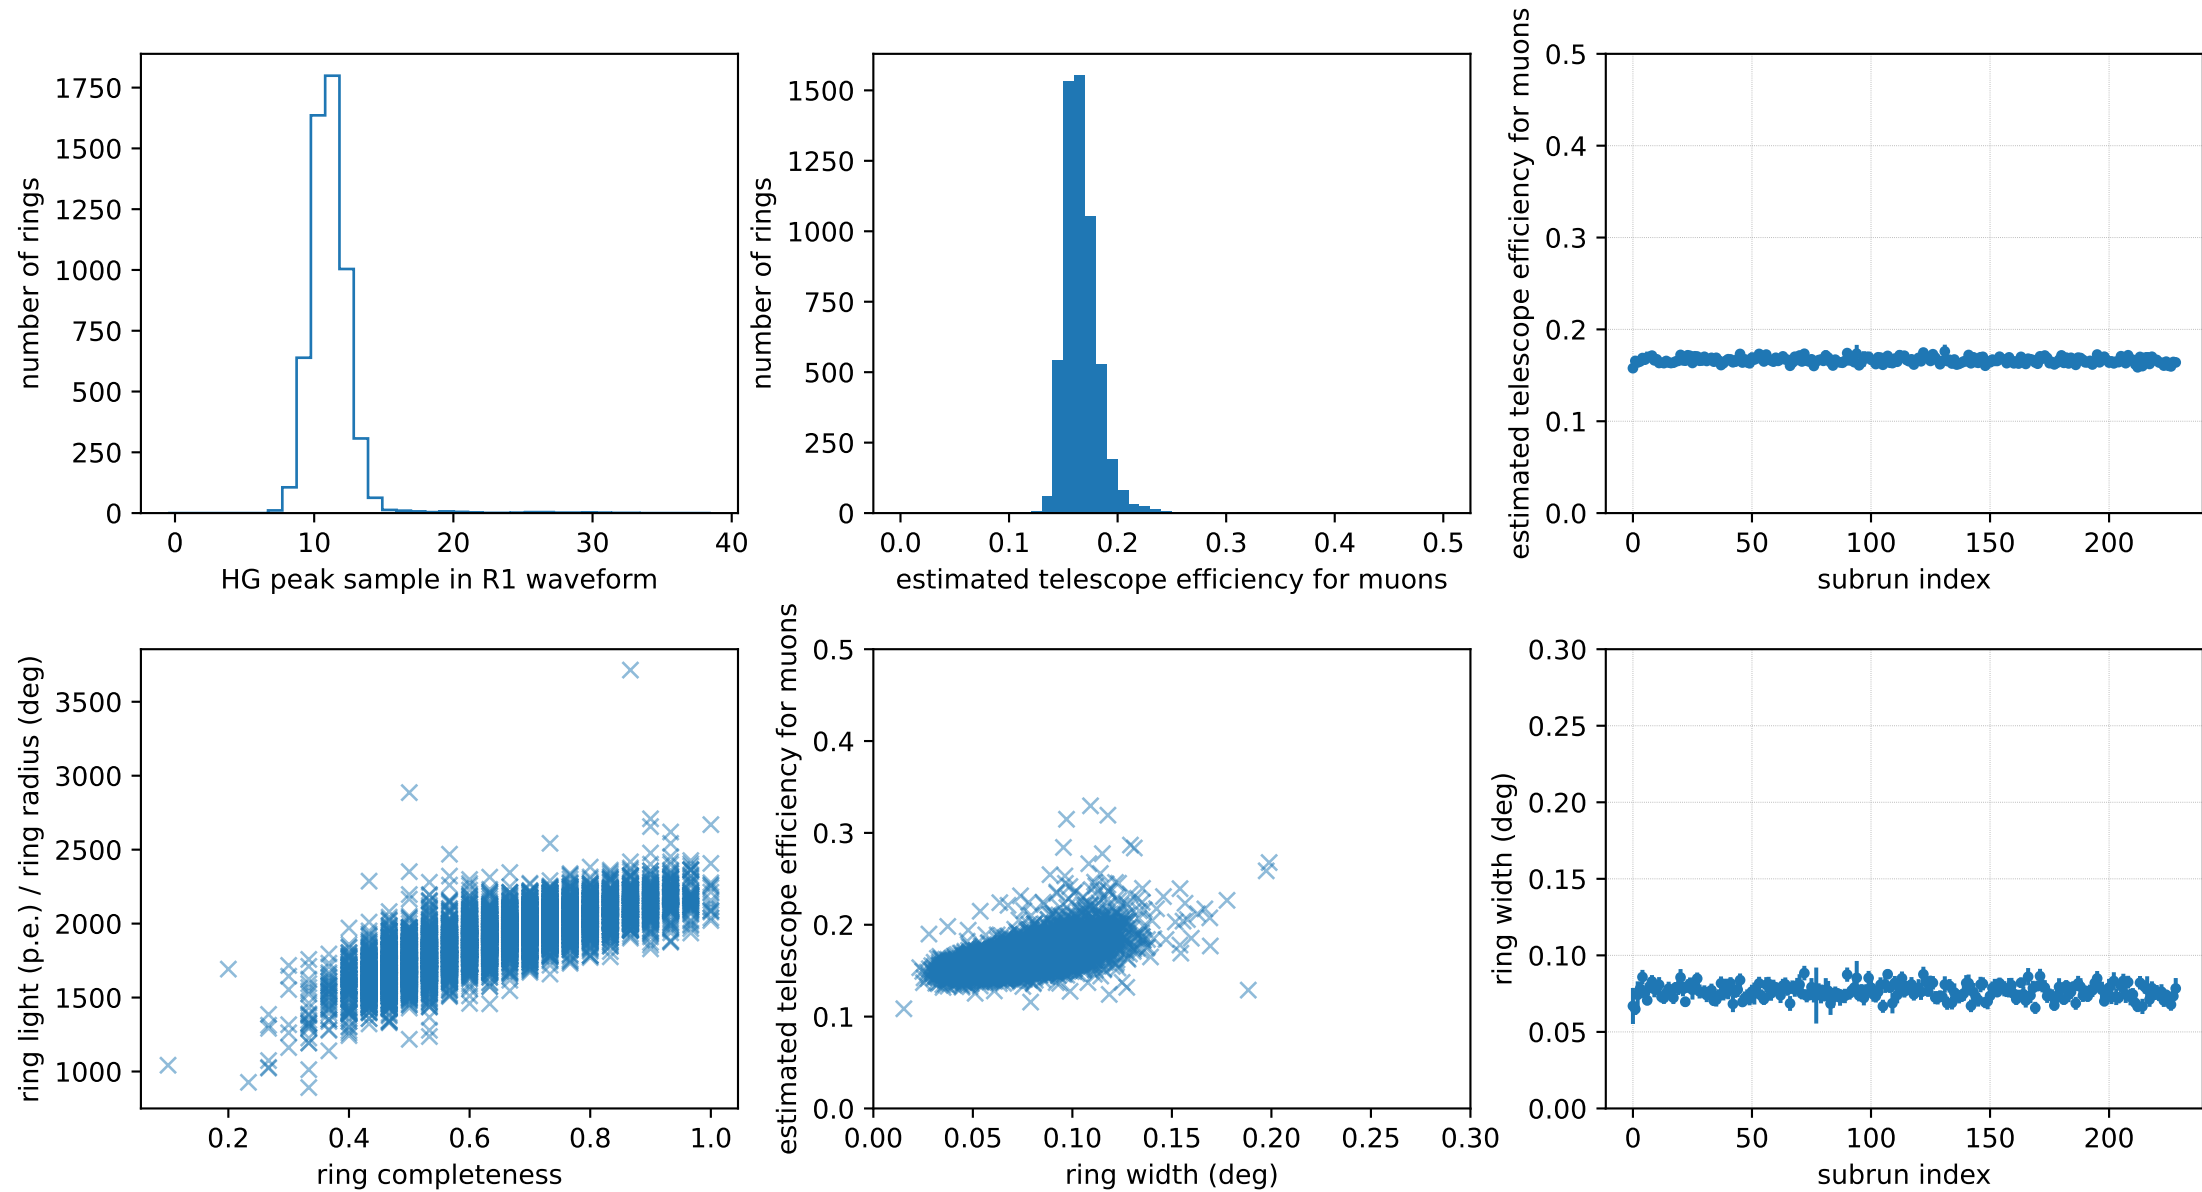 number of rings
1750
1500
1250
1000
750
500
250
0
0 10 20 30 40
HG peak sample in R1 waveform
number of rings
1500
1250
1000
750
500
250
0
0.0 0.1 0.2 0.3 0.4 0.5
estimated telescope efficiency for muons
estimated telescope efficiency for muons
0.5
0.4
0.3
0.2
0.1
0.0
0 50 100 150 200
subrun index
ring light (p.e.) / ring radius (deg)
3500
3000
2500
2000
1500
1000
0.2 0.4 0.6 0.8 1.0
ring completeness
estimated telescope efficiency for muons
0.5
0.4
0.3
0.2
0.1
0.0
0.00 0.05 0.10 0.15 0.20 0.25 0.30
ring width (deg)
ring width (deg)
0.30
0.25
0.20
0.15
0.10
0.05
0.00
0 50 100 150 200
subrun index